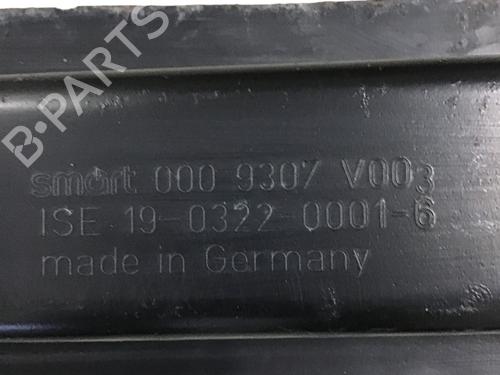 B-PARTS
smart 000 9307 V003
ISE 19-0322-0001-6
made in Germany